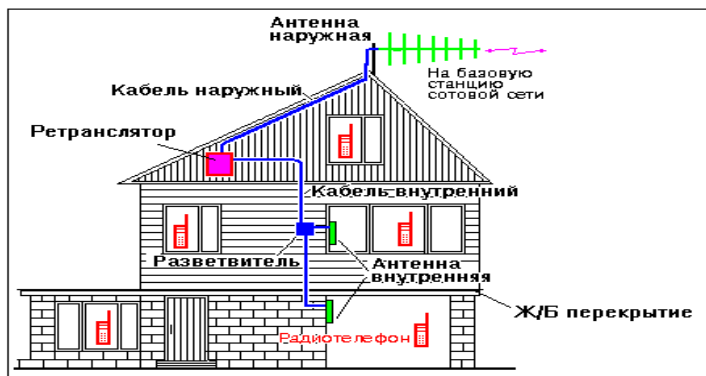 Антенна
наружная
На базовую
станцию
сотовой сети
Кабель наружный
Ретранслятор
Кабель внутренний
Разветвитель
Антенна
внутренняя
Ж/Б перекрытие
Радиотелефон